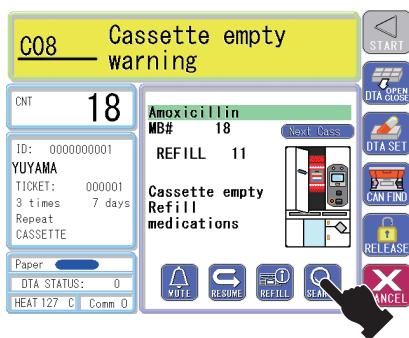 C08
Cassette empty
warning
START
CNT
18
ID: 0000000001
YUYAMA
TICKET: 000001
3 times 7 days
Repeat
CASSETTE
Paper
DTA STATUS: 0
HEAT 127 C Comm 0
Amoxicillin
MB# 18
Next Cass
REFILL 11
Cassette empty
Refill
medications
MUTE
RESUME
REFILL
DTA OPEN
CLOSE
DTA SET
CAN FIND
RELEASE